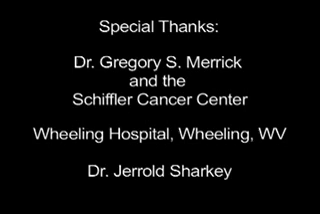 Special Thanks:
Dr. Gregory S. Merrick
and the
Schiffler Cancer Center
Wheeling Hospital, Wheeling, WV
Dr. Jerrold Sharkey